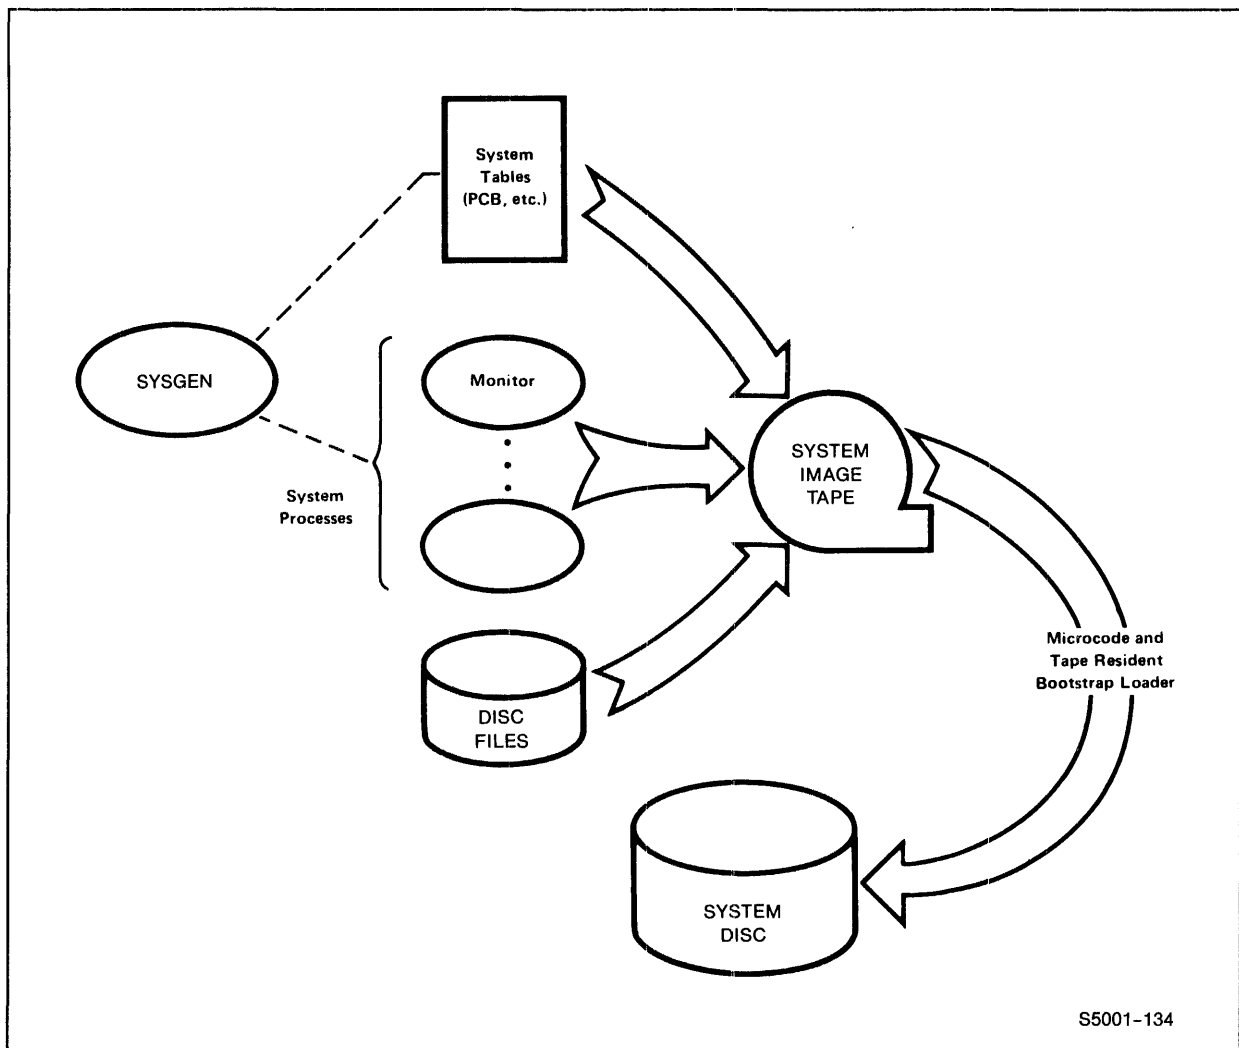 System
Tables
(PCB, etc.)
SYSGEN
Monitor
System
Processes
SYSTEM
IMAGE
TAPE
DISC
FILES
Microcode and
Tape Resident
Bootstrap Loader
SYSTEM
DISC
S5001-134